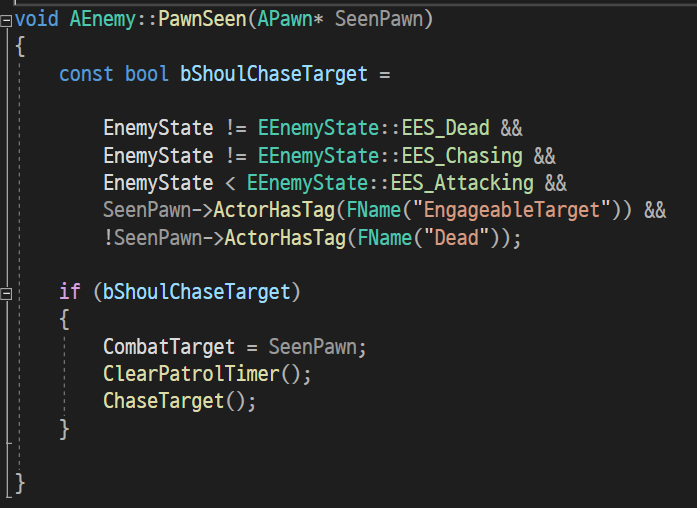 void AEnemy::PawnSeen(APawn* SeenPawn)
{
const bool bShoulChaseTarget =
EnemyState != EEnemyState::EES_Dead &&
EnemyState != EEnemyState::EES_Chasing &&
EnemyState < EEnemyState::EES_Attacking &&
SeenPawn->ActorHasTag(FName("EngageableTarget")) &&
!SeenPawn->ActorHasTag(FName("Dead"));
if (bShoulChaseTarget)
{
CombatTarget = SeenPawn;
ClearPatrolTimer();
ChaseTarget();
}
}